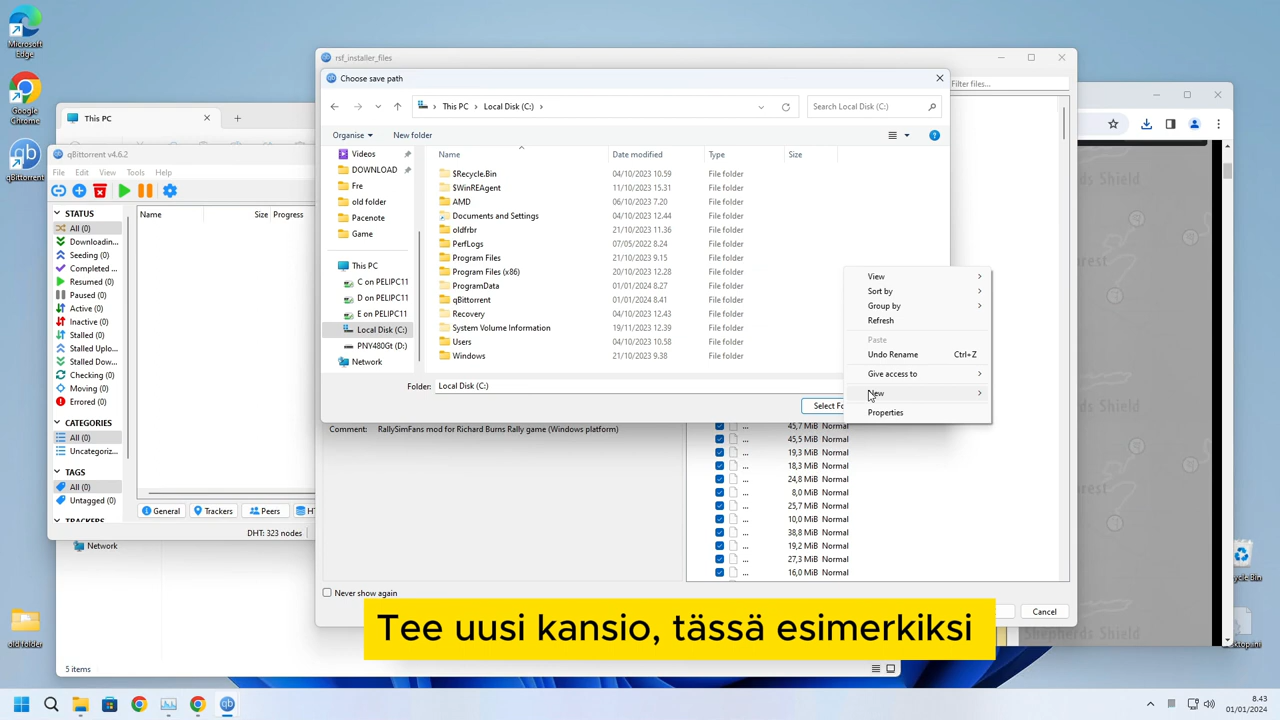 Microsoft Edge
Google Chrome
qBittorrent
old folder
This PC
qBittorrent v4.6.2
File Edit View Tools Help
STATUS
All (0)
Downloadin...
Seeding (0)
Completed ...
Resumed (0)
Paused (0)
Active (0)
Inactive (0)
Stalled (0)
Stalled Uplo...
Stalled Dow...
Checking (0)
Moving (0)
Errored (0)
CATEGORIES
All (0)
Uncategoriz...
TAGS
All (0)
Untagged (0)
Name Size Progress
General Trackers Peers
DHT: 323 nodes
Network
5 items
rsf_installer_files
Filter files...
Choose save path
This PC Local Disk (C:)
Search Local Disk (C:)
Organise New folder
Videos
DOWNLOAD
Fre
old folder
Pacenote
Game
This PC
C on PELIPC11
D on PELIPC11
E on PELIPC11
Local Disk (C:)
PNY480Gt (D:)
Network
Name Date modified Type Size
$Recycle.Bin 04/10/2023 10.59 File folder
$WinREAgent 11/10/2023 15.31 File folder
AMD 06/10/2023 7.20 File folder
Documents and Settings 04/10/2023 12.44 File folder
oldfrbr 21/10/2023 11.36 File folder
PerfLogs 07/05/2022 8.24 File folder
Program Files 21/10/2023 9.15 File folder
Program Files (x86) 20/10/2023 12.28 File folder
ProgramData 01/01/2024 8.27 File folder
qBittorrent 01/01/2024 8.41 File folder
Recovery 04/10/2023 12.43 File folder
System Volume Information 19/11/2023 12.39 File folder
Users 04/10/2023 10.58 File folder
Windows 21/10/2023 9.38 File folder
Folder: Local Disk (C:)
Select Fo
View
Sort by
Group by
Refresh
Paste
Undo Rename Ctrl+Z
Give access to
New
Properties
Comment: RallySimFans mod for Richard Burns Rally game (Windows platform)
... 45,7 MiB Normal
... 45,5 MiB Normal
... 19,3 MiB Normal
... 18,3 MiB Normal
... 24,8 MiB Normal
... 8,0 MiB Normal
... 25,7 MiB Normal
... 10,0 MiB Normal
... 38,8 MiB Normal
... 19,2 MiB Normal
... 27,3 MiB Normal
... 16,0 MiB Normal
Never show again
Cancel
Shepherds Shield
Tee uusi kansio, tässä esimerkiksi
8.43
01/01/2024